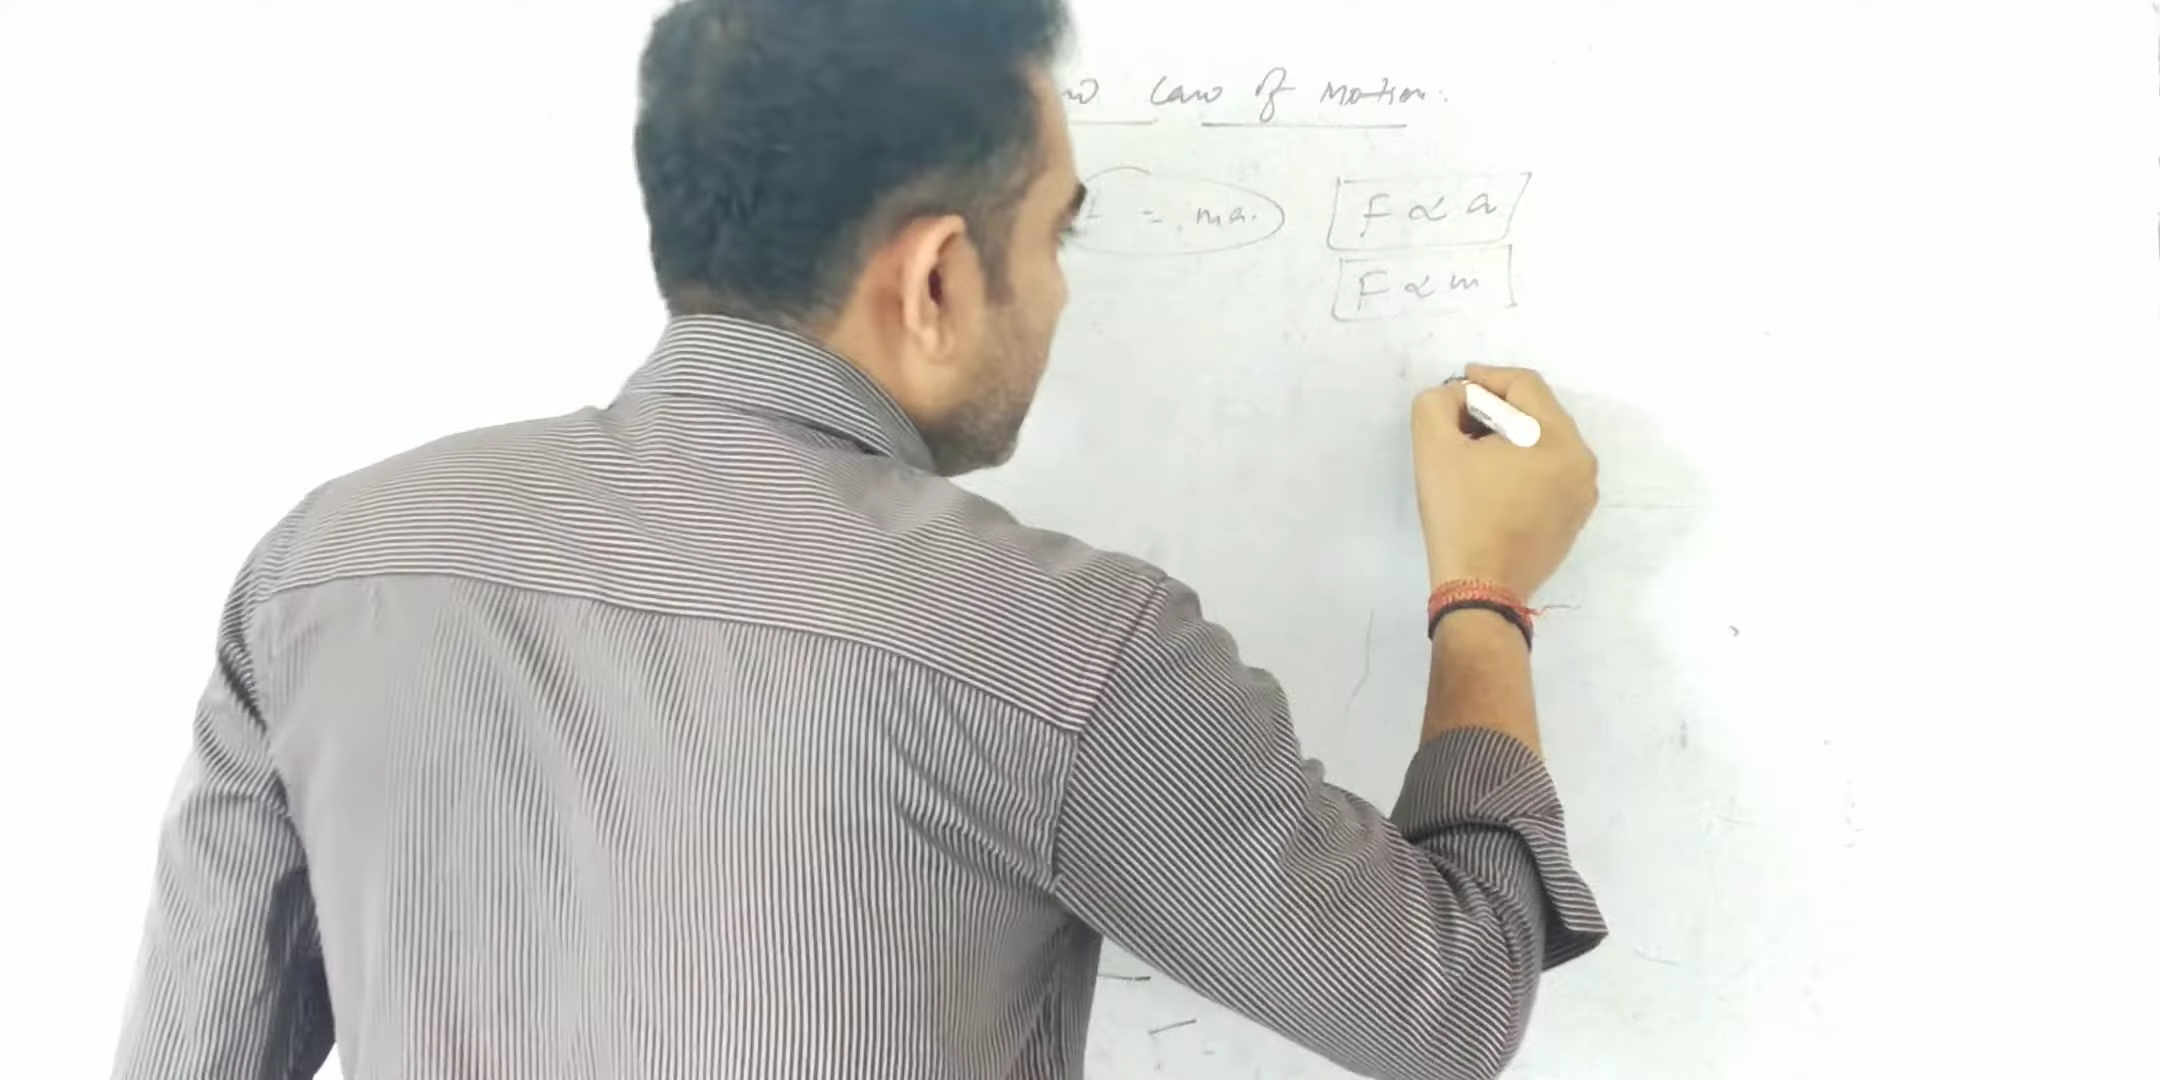 Law of Motion.
= ma.
F ∝ a
F ∝ m